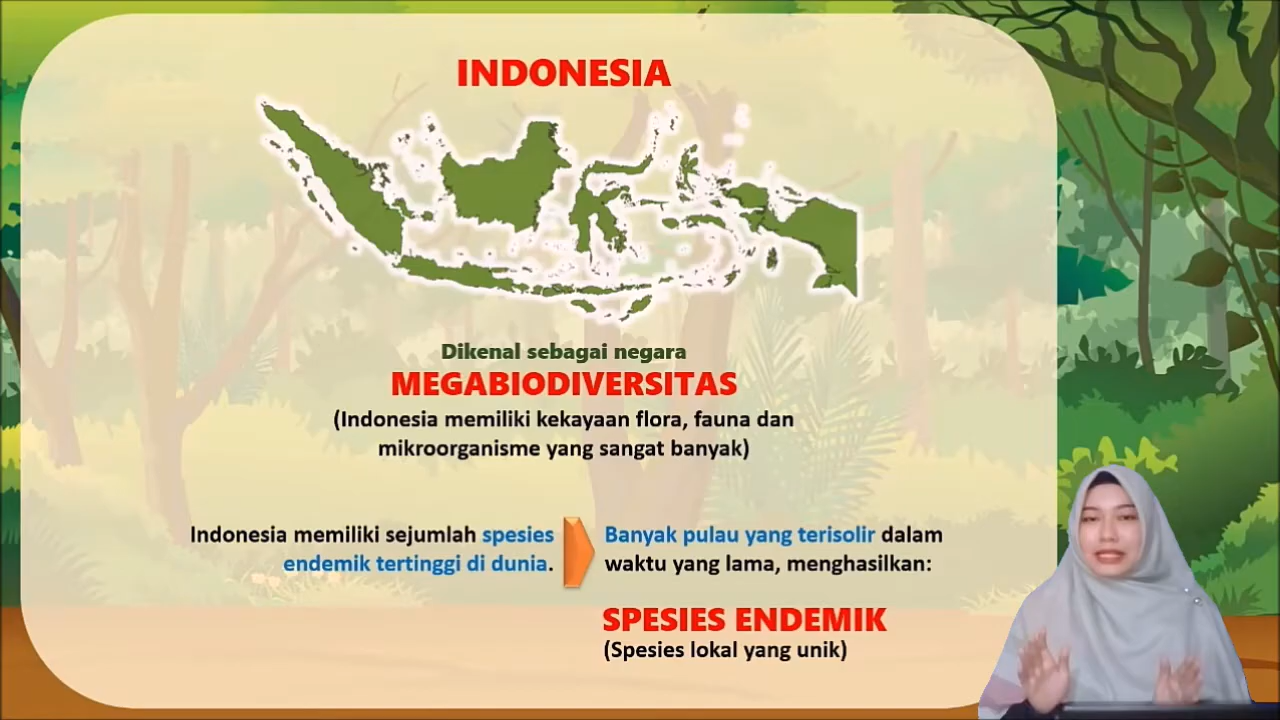 INDONESIA
Dikenal sebagai negara
MEGABIODIVERSITAS
(Indonesia memiliki kekayaan flora, fauna dan
mikroorganisme yang sangat banyak)
Indonesia memiliki sejumlah spesies
endemik tertinggi di dunia.
Banyak pulau yang terisolir dalam
waktu yang lama, menghasilkan:
SPESIES ENDEMIK
(Spesies lokal yang unik)